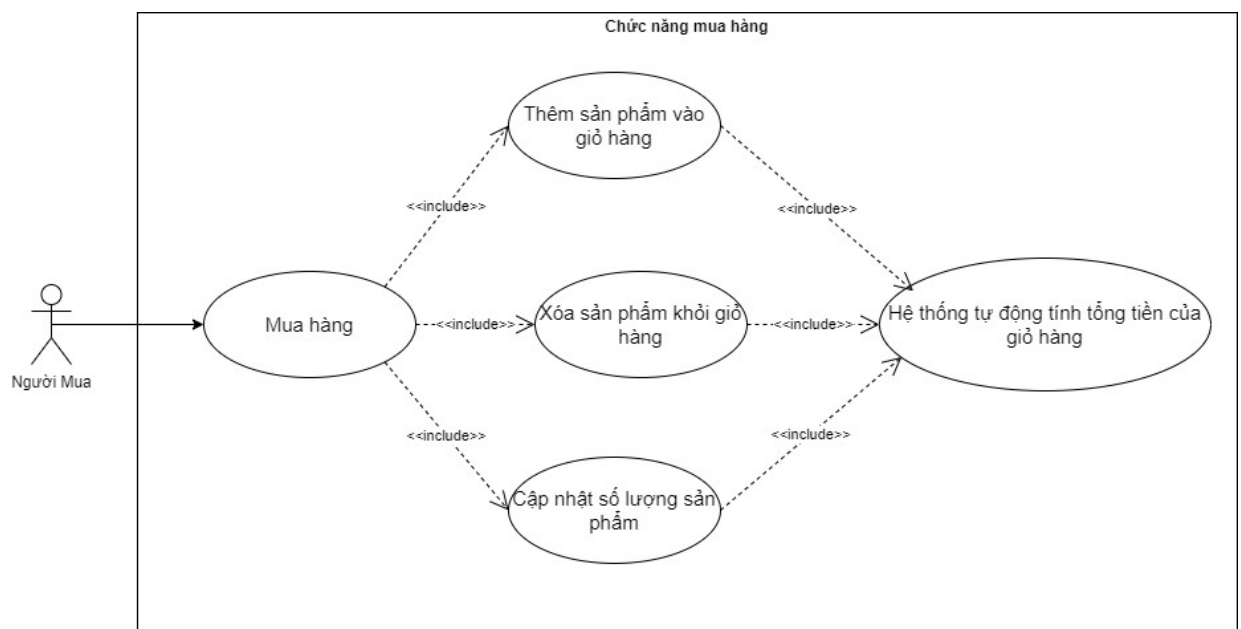 Chức năng mua hàng
Thêm sản phẩm vào
giỏ hàng
<<include>>
<<include>>
Mua hàng
<<include>>
Xóa sản phẩm khỏi giỏ
hàng
<<include>>
Hệ thống tự động tính tổng tiền của
giỏ hàng
Người Mua
<<include>>
<<include>>
Cập nhật số lượng sản
phẩm